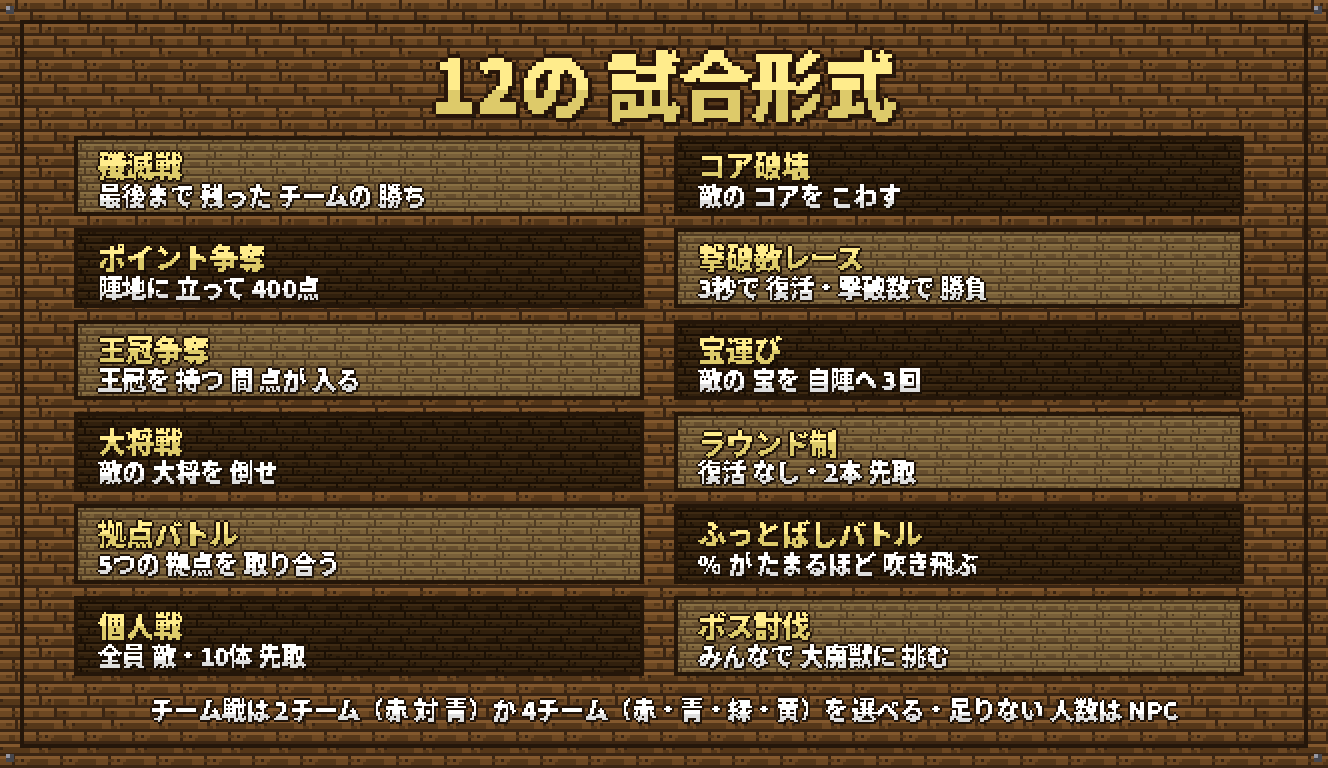 12の 試合形式
殲滅戦
最後まで 残った チームの 勝ち
コア破壊
敵の コアを こわす
ポイント争奪
陣地に 立って 400点
撃破数レース
3秒で 復活・撃破数で 勝負
王冠争奪
王冠を 持つ 間 点が 入る
宝運び
敵の 宝を 自陣へ 3回
大将戦
敵の 大将を 倒せ
ラウンド制
復活 なし・2本 先取
拠点バトル
5つの 拠点を 取り合う
ふっとばしバトル
% が たまるほど 吹き飛ぶ
個人戦
全員 敵・10体 先取
ボス討伐
みんなで 大魔獣に 挑む
チーム戦は 2チーム（赤 対 青）か 4チーム（赤・青・緑・黄）を 選べる・足りない 人数は NPC